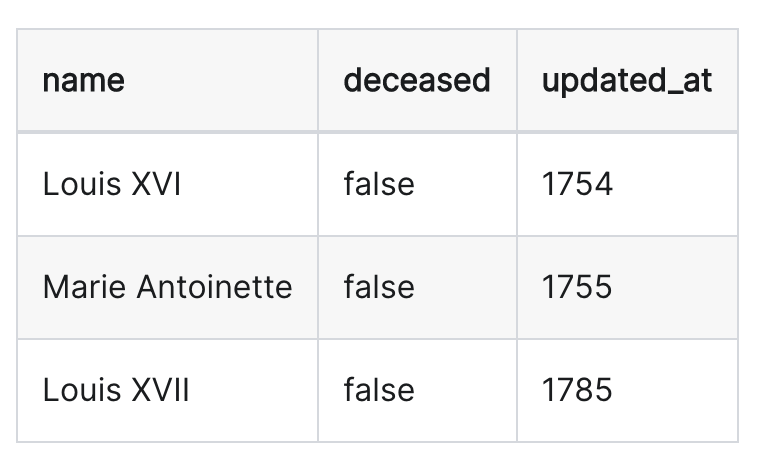 name deceased updated_at
Louis XVI false 1754
Marie Antoinette false 1755
Louis XVII false 1785